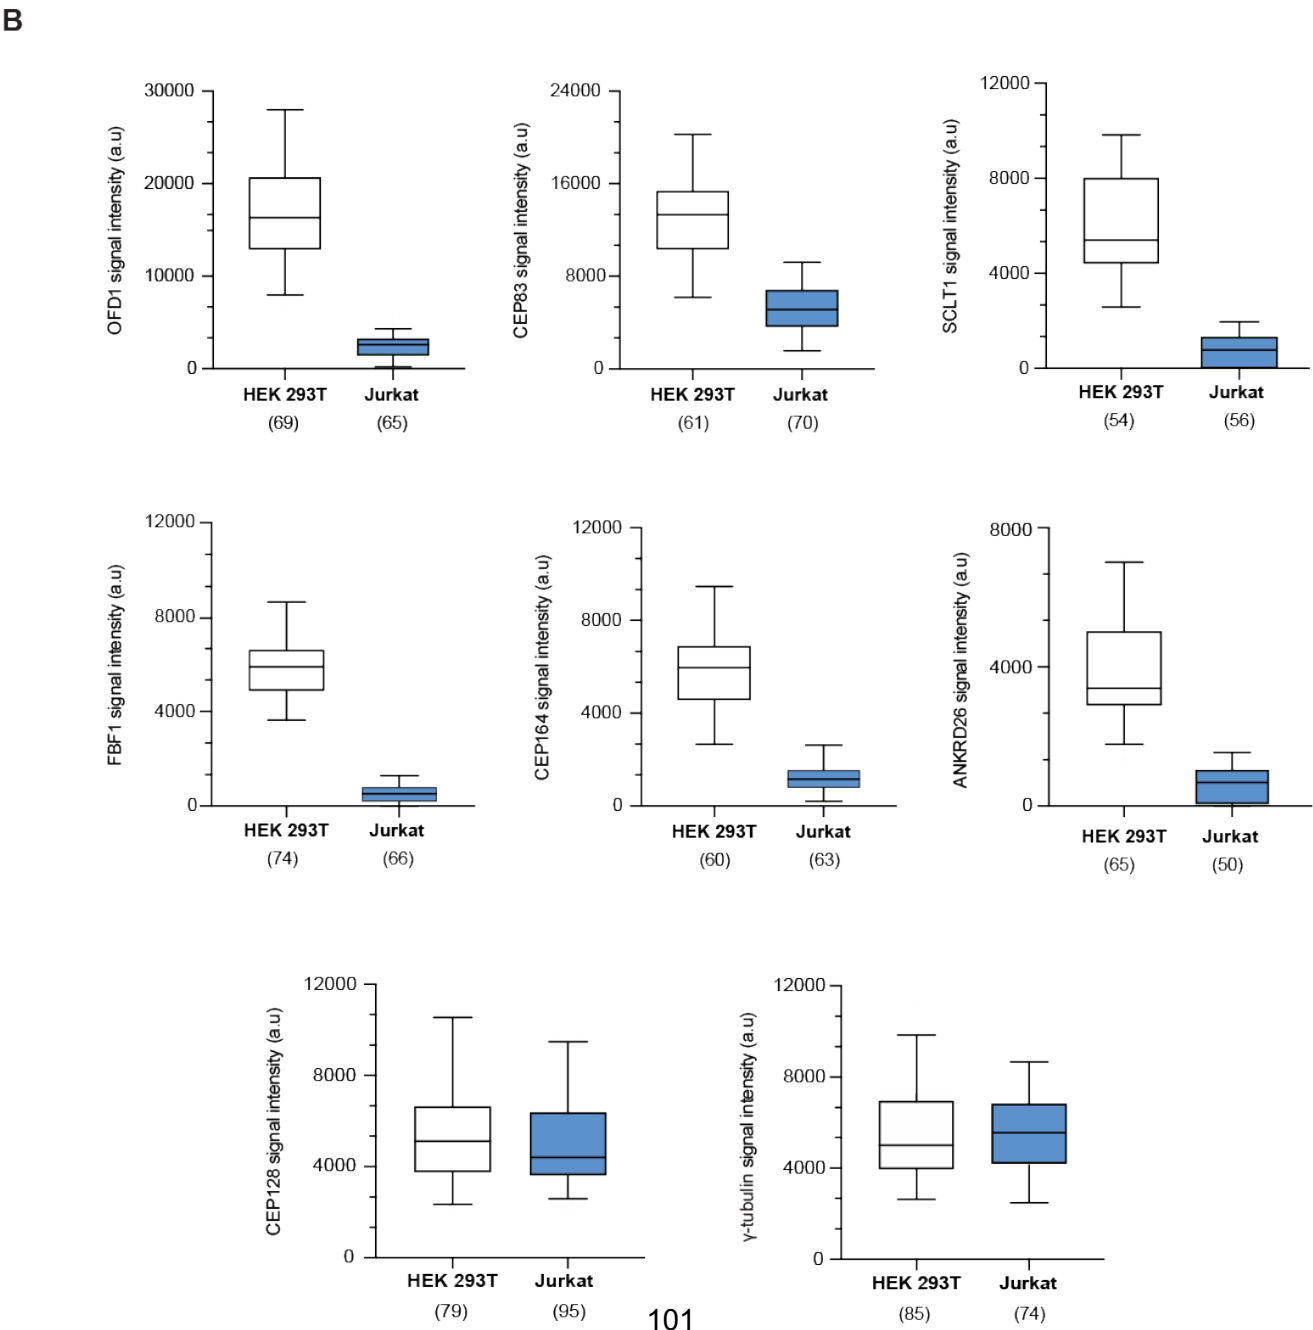 B
OFD1 signal intensity (a.u)
30000
20000
10000
0
HEK 293T Jurkat
(69) (65)
CEP83 signal intensity (a.u)
24000
16000
8000
0
HEK 293T Jurkat
(61) (70)
SCLT1 signal intensity (a.u)
12000
8000
4000
0
HEK 293T Jurkat
(54) (56)
FBF1 signal intensity (a.u)
12000
8000
4000
0
HEK 293T Jurkat
(74) (66)
CEP164 signal intensity (a.u)
12000
8000
4000
0
HEK 293T Jurkat
(60) (63)
ANKRD26 signal intensity (a.u)
8000
4000
0
HEK 293T Jurkat
(65) (50)
CEP128 signal intensity (a.u)
12000
8000
4000
0
HEK 293T Jurkat
(79) (95)
γ-tubulin signal intensity (a.u)
12000
8000
4000
0
HEK 293T Jurkat
(85) (74)
101